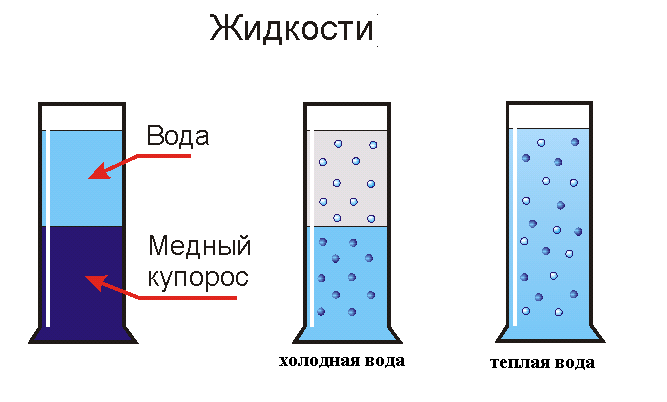 Жидкости
Вода
Медный
купорос
холодная вода
теплая вода